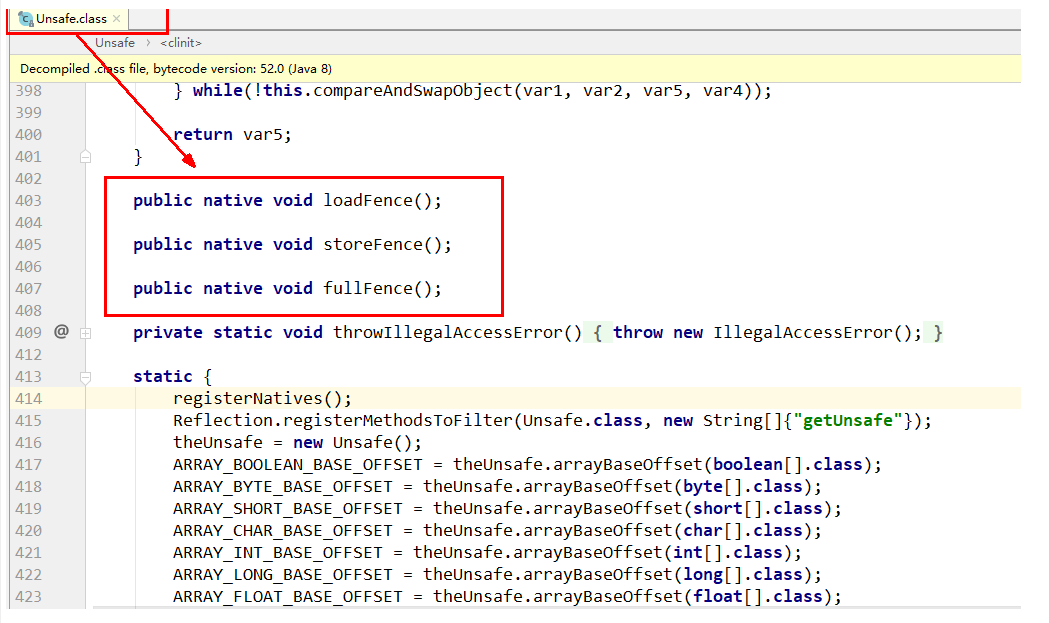 Unsafe.class ×
Unsafe › <clinit>
Decompiled .class file, bytecode version: 52.0 (Java 8)
398 } while(!this.compareAndSwapObject(var1, var2, var5, var4));
399
400 return var5;
401 }
402
403 public native void loadFence();
404
405 public native void storeFence();
406
407 public native void fullFence();
408
409 @ private static void throwIllegalAccessError() { throw new IllegalAccessError(); }
412
413 static {
414 registerNatives();
415 Reflection.registerMethodsToFilter(Unsafe.class, new String[]{"getUnsafe"});
416 theUnsafe = new Unsafe();
417 ARRAY_BOOLEAN_BASE_OFFSET = theUnsafe.arrayBaseOffset(boolean[].class);
418 ARRAY_BYTE_BASE_OFFSET = theUnsafe.arrayBaseOffset(byte[].class);
419 ARRAY_SHORT_BASE_OFFSET = theUnsafe.arrayBaseOffset(short[].class);
420 ARRAY_CHAR_BASE_OFFSET = theUnsafe.arrayBaseOffset(char[].class);
421 ARRAY_INT_BASE_OFFSET = theUnsafe.arrayBaseOffset(int[].class);
422 ARRAY_LONG_BASE_OFFSET = theUnsafe.arrayBaseOffset(long[].class);
423 ARRAY_FLOAT_BASE_OFFSET = theUnsafe.arrayBaseOffset(float[].class);